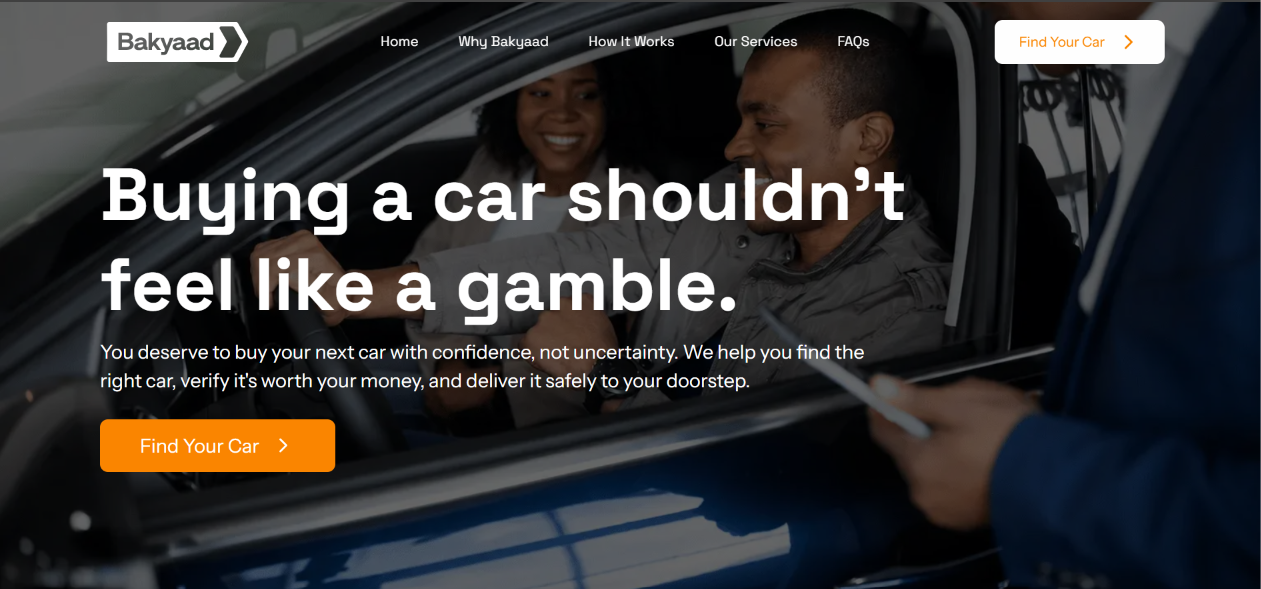 Bakyaad
Home Why Bakyaad How It Works Our Services FAQs
Find Your Car
Buying a car shouldn’t
feel like a gamble.
You deserve to buy your next car with confidence, not uncertainty. We help you find the
right car, verify it's worth your money, and deliver it safely to your doorstep.
Find Your Car